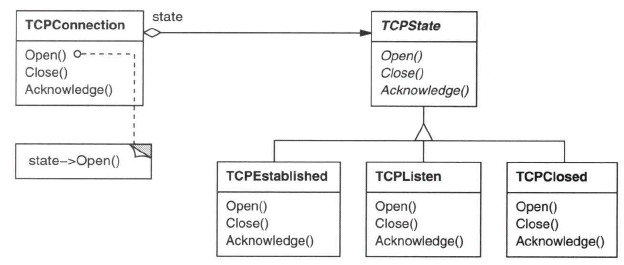 state
TCPConnection
Open()
Close()
Acknowledge()
state->Open()
TCPState
Open()
Close()
Acknowledge()
TCPEstablished
Open()
Close()
Acknowledge()
TCPListen
Open()
Close()
Acknowledge()
TCPClosed
Open()
Close()
Acknowledge()